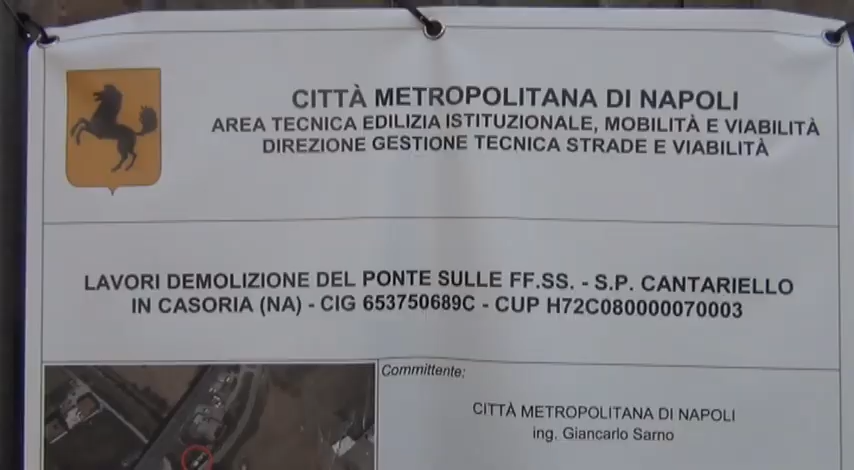 CITTÀ METROPOLITANA DI NAPOLI
AREA TECNICA EDILIZIA ISTITUZIONALE, MOBILITÀ E VIABILITÀ
DIREZIONE GESTIONE TECNICA STRADE E VIABILITÀ
LAVORI DEMOLIZIONE DEL PONTE SULLE FF.SS. - S.P. CANTARIELLO
IN CASORIA (NA) - CIG 653750689C - CUP H72C080000070003
Committente:
CITTÀ METROPOLITANA DI NAPOLI
ing. Giancarlo Sarno